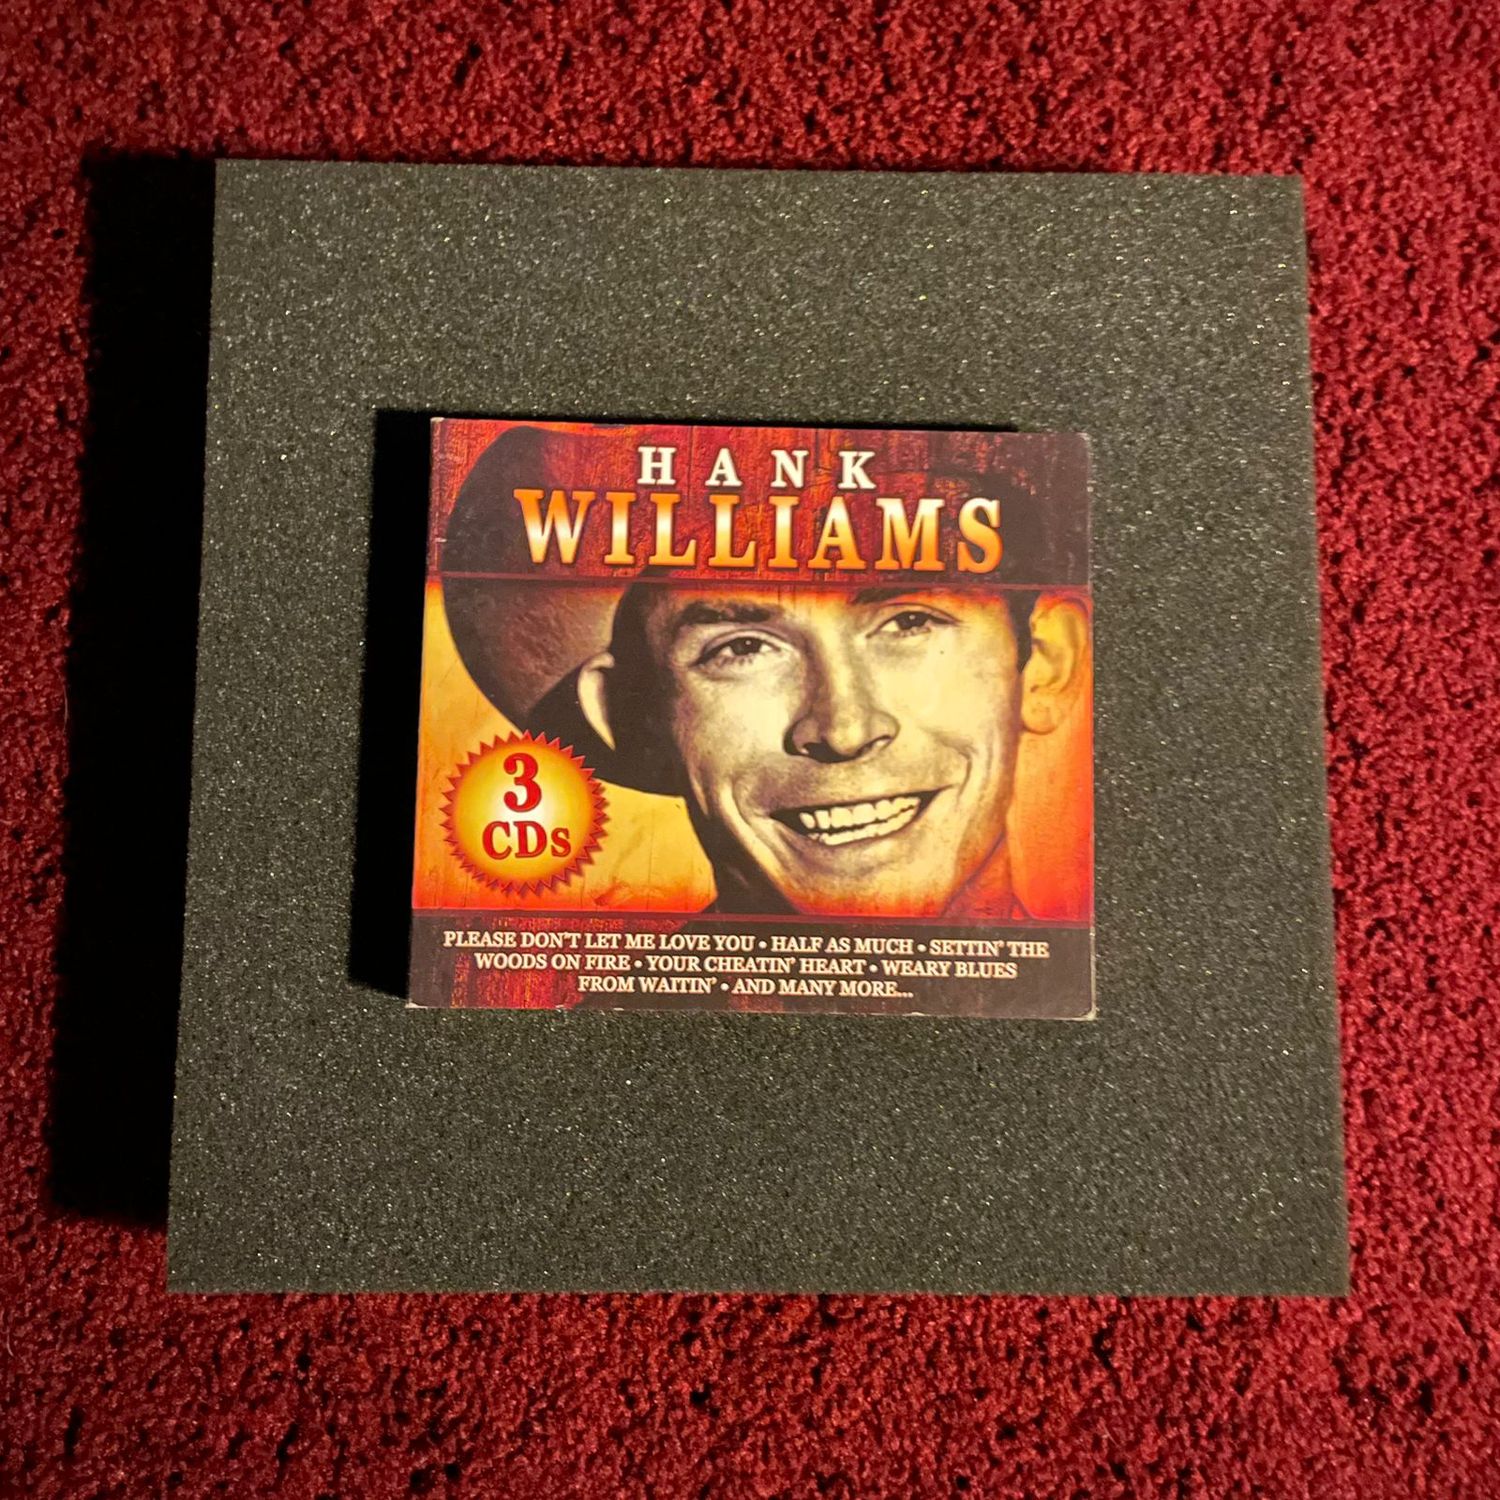 HANK
WILLIAMS
3
CDs
PLEASE DON'T LET ME LOVE YOU • HALF AS MUCH • SETTIN' THE
WOODS ON FIRE • YOUR CHEATIN' HEART • WEARY BLUES
FROM WAITIN' • AND MANY MORE...